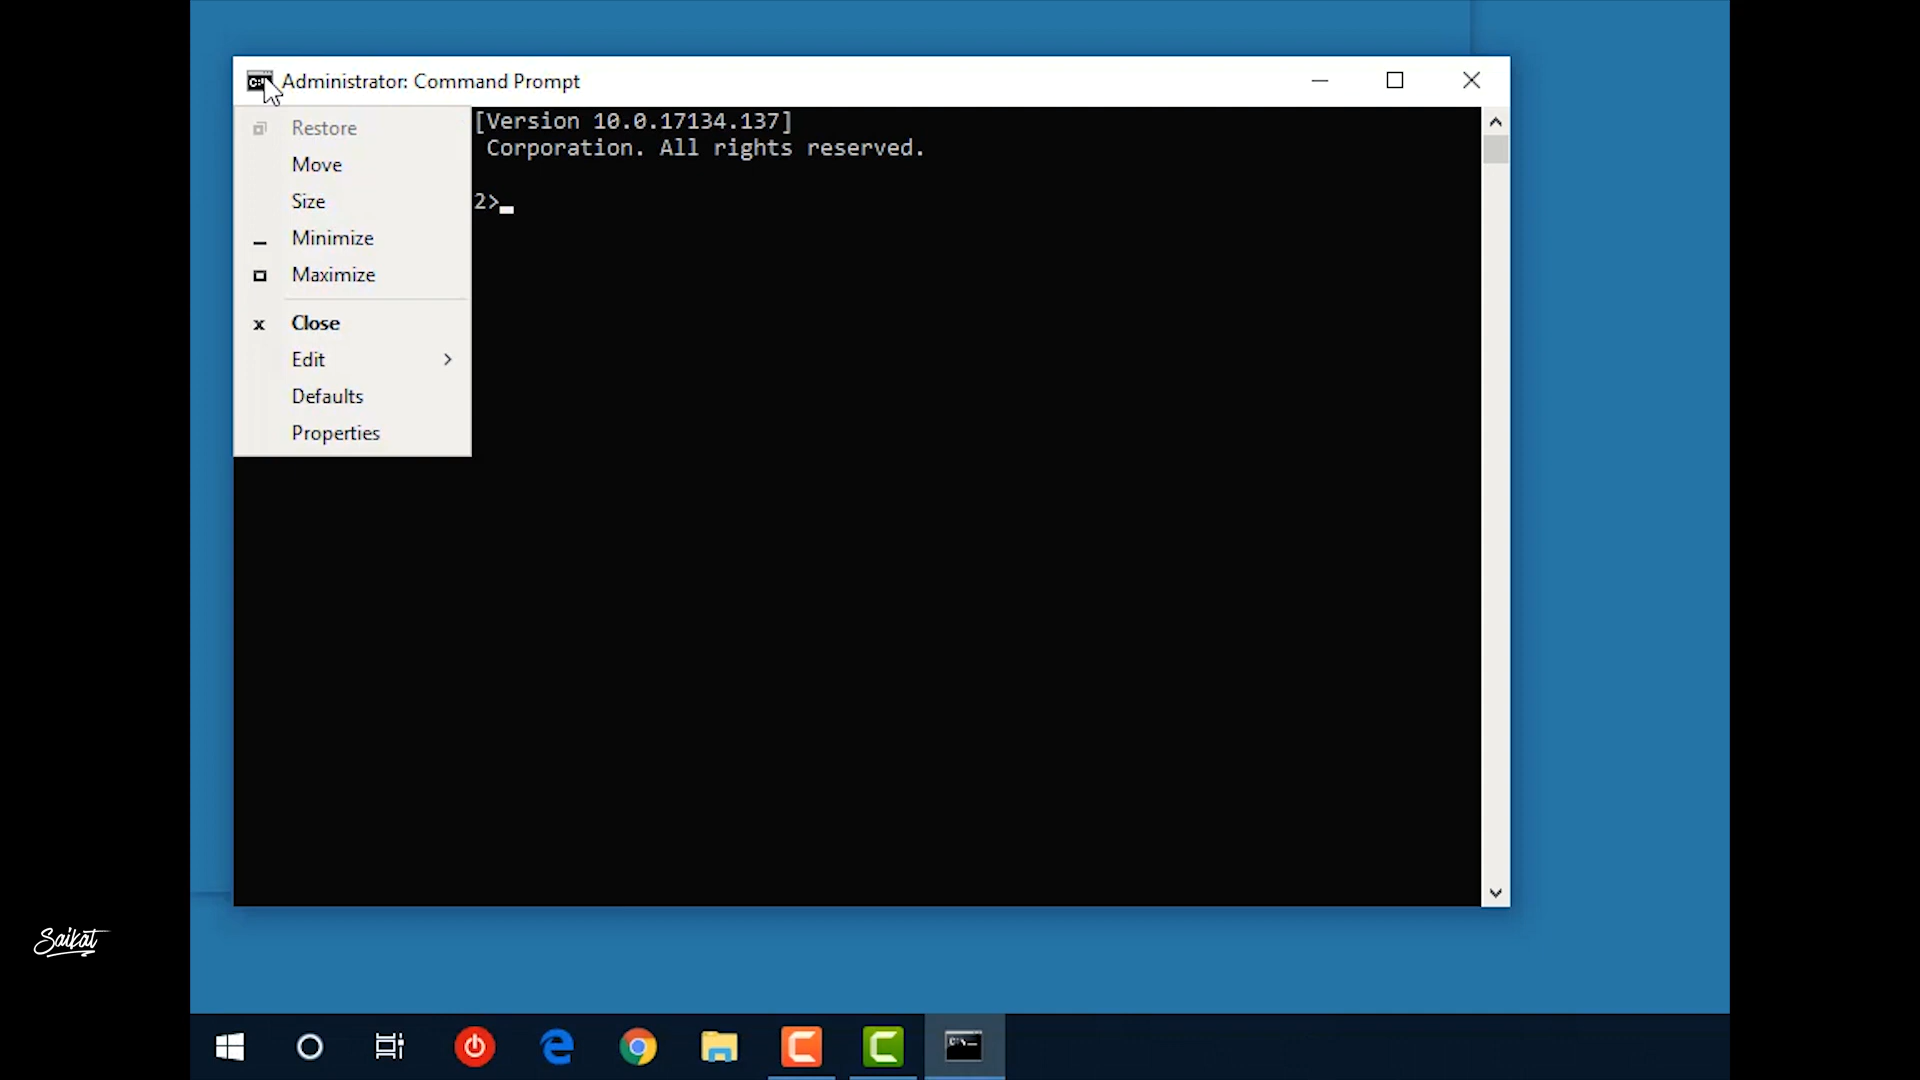 Administrator: Command Prompt
[Version 10.0.17134.137]
Corporation. All rights reserved.
2>
Restore
Move
Size
Minimize
Maximize
x Close
Edit >
Defaults
Properties
Saikat